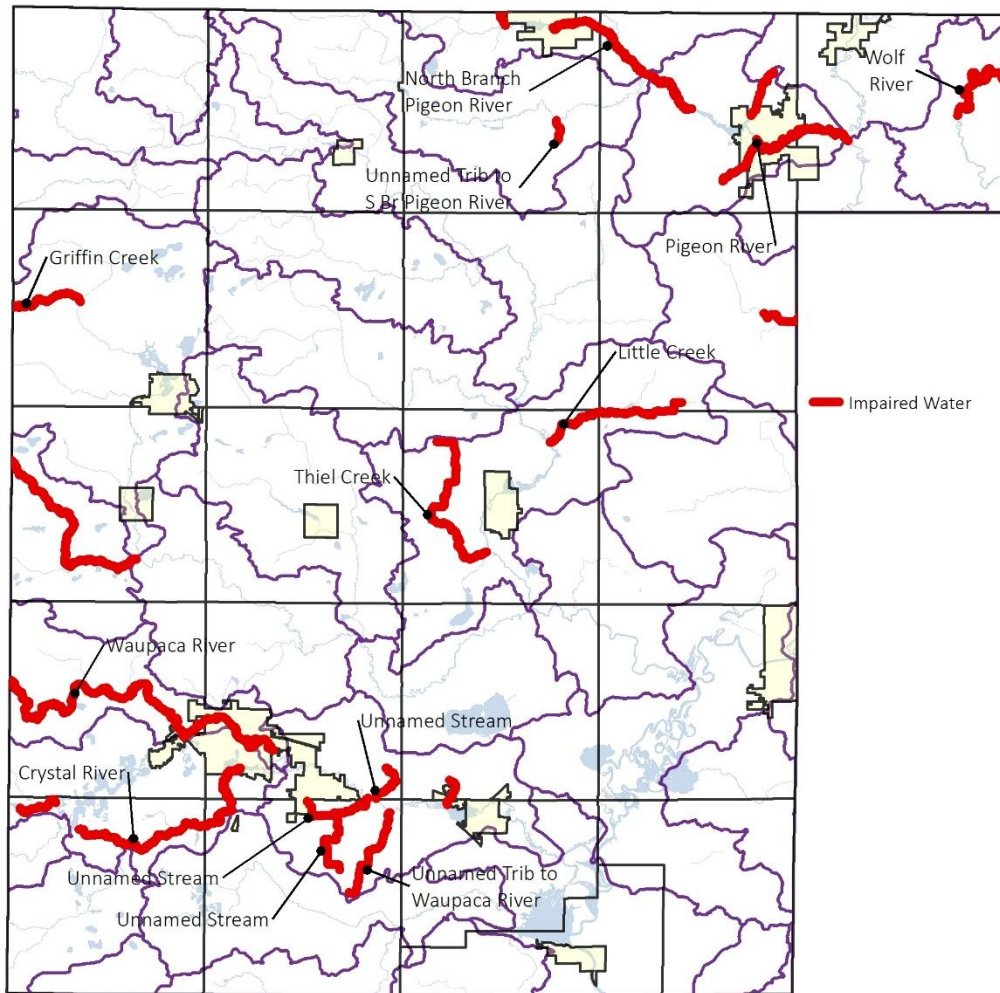 Wolf
River
North Branch
Pigeon River
Unnamed Trib to
S Br Pigeon River
Pigeon River
Griffin Creek
Little Creek
Impaired Water
Thiel Creek
Waupaca River
Unnamed Stream
Crystal River
Unnamed Stream
Unnamed Trib to
Waupaca River
Unnamed Stream